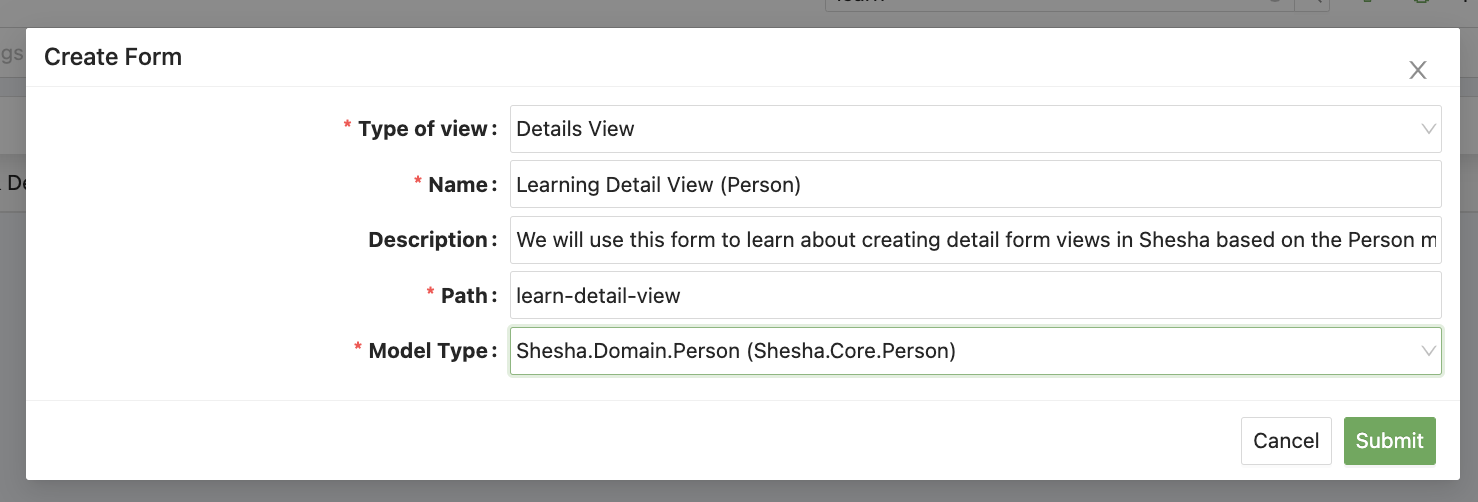 Create Form
* Type of view: Details View
* Name: Learning Detail View (Person)
Description: We will use this form to learn about creating detail form views in Shesha based on the Person m
* Path: learn-detail-view
* Model Type: Shesha.Domain.Person (Shesha.Core.Person)
Cancel Submit